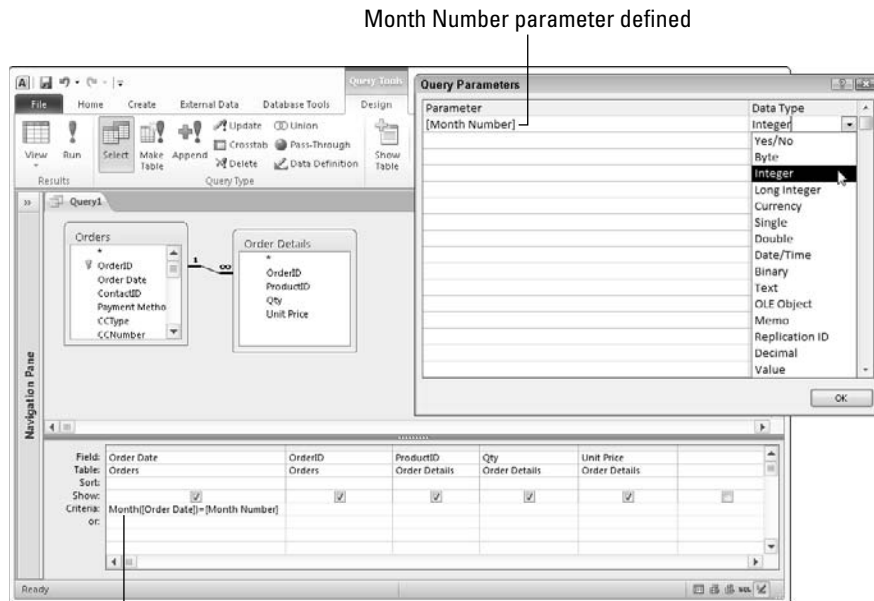 Month Number parameter defined
Query Tools
File Home Create External Data Database Tools Design
View
Run
Select
Make Table
Append
Update
Crosstab
Delete
Union
Pass-Through
Data Definition
Show Table
Results
Query Type
Query1
Navigation Pane
Orders
*
OrderID
Order Date
ContactID
Payment Metho
CCType
CCNumber
1 ∞
Order Details
*
OrderID
ProductID
Qty
Unit Price
Query Parameters
Parameter Data Type
[Month Number] Integer
Yes/No
Byte
Integer
Long Integer
Currency
Single
Double
Date/Time
Binary
Text
OLE Object
Memo
Replication ID
Decimal
Value
OK
Field: Order Date OrderID ProductID Qty Unit Price
Table: Orders Orders Order Details Order Details Order Details
Sort:
Show:
Criteria: Month([Order Date])=[Month Number]
or:
Ready
SQL